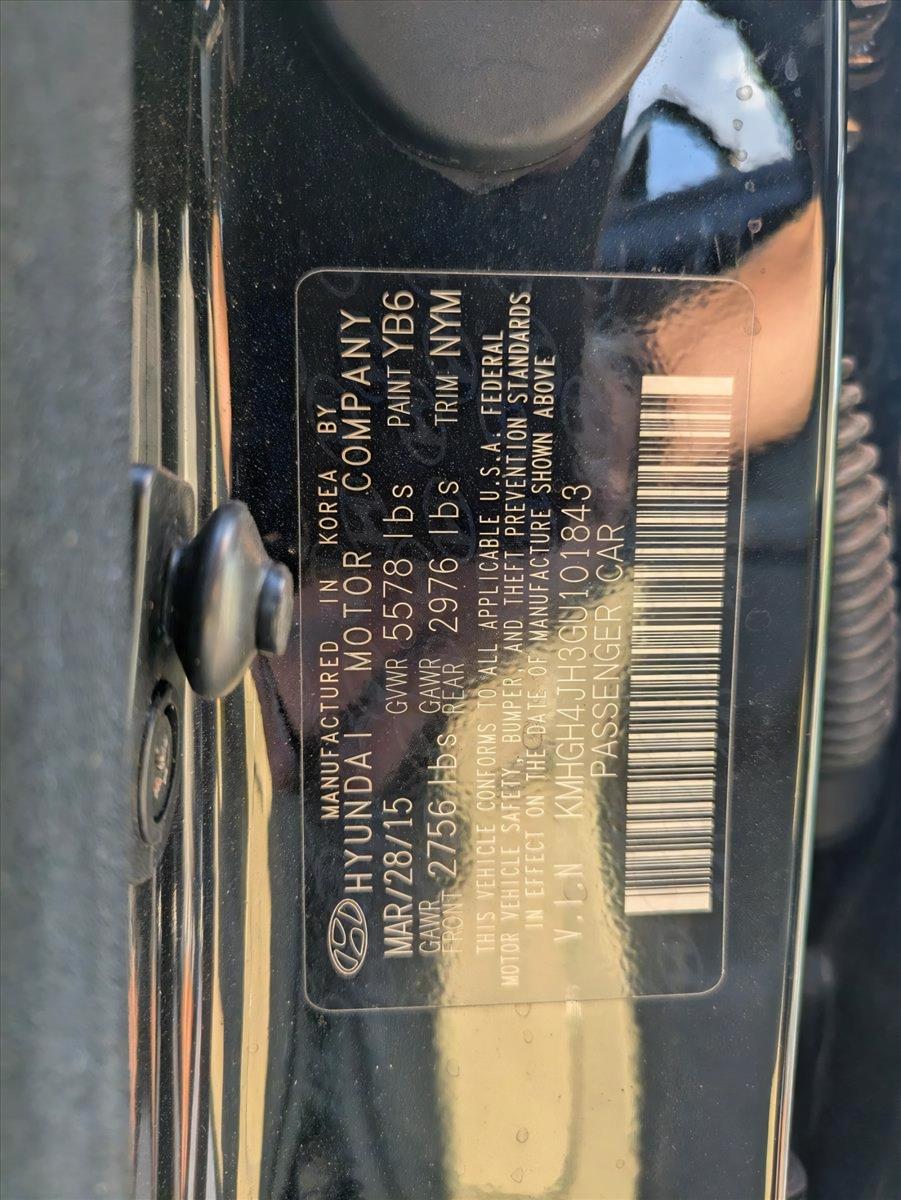 MANUFACTURED IN KOREA BY
HYUNDAI MOTOR COMPANY
MAR/28/15 GVWR 5578 lbs PAINT YB6
GAWR FRONT 2756 lbs GAWR REAR 2976 lbs TRIM NYM
THIS VEHICLE CONFORMS TO ALL APPLICABLE U.S.A. FEDERAL
MOTOR VEHICLE SAFETY, BUMPER, AND THEFT PREVENTION STANDARDS
IN EFFECT ON THE DATE OF MANUFACTURE SHOWN ABOVE
V.I.N KMHGH4JH3GU101843
PASSENGER CAR